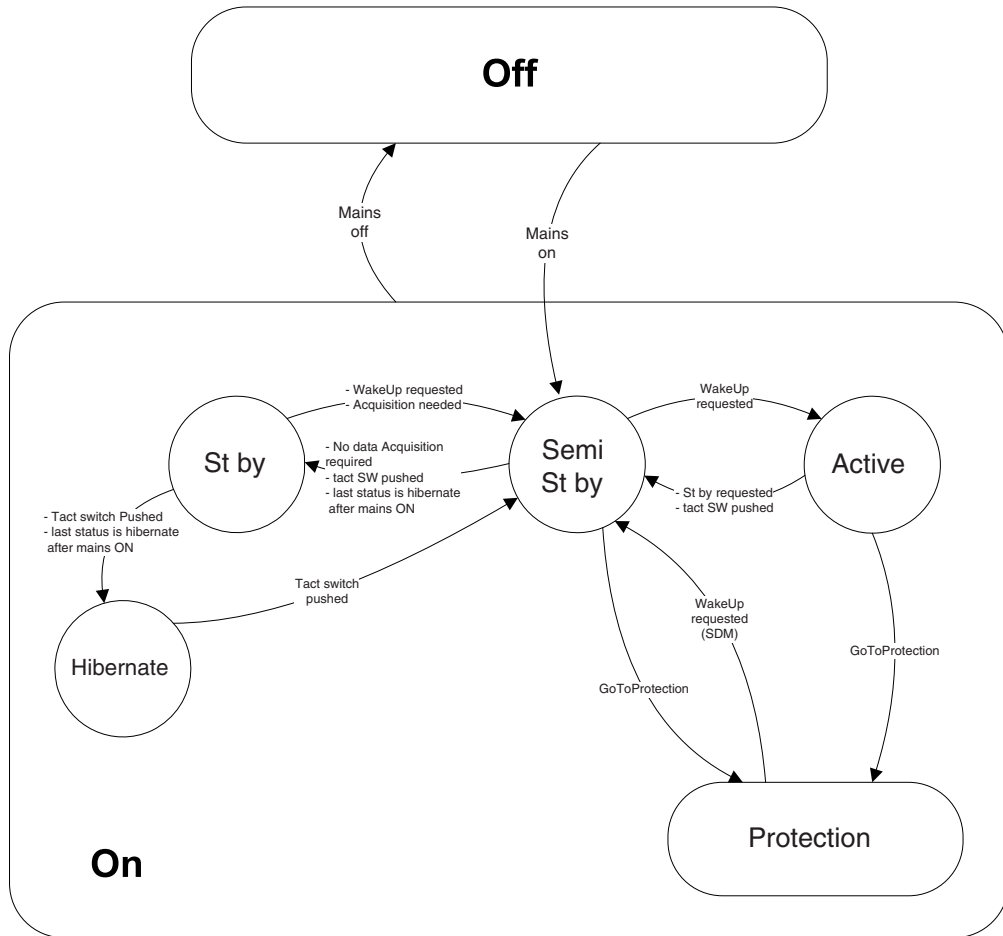 Off
Mains
off
Mains
on
- WakeUp requested
- Acquisition needed
WakeUp
requested
St by
- No data Acquisition
required
- tact SW pushed
- last status is hibernate
after mains ON
Semi
St by
Active
- St by requested
- tact SW pushed
- Tact switch Pushed
- last status is hibernate
after mains ON
Tact switch
pushed
WakeUp
requested
(SDM)
Hibernate
GoToProtection
GoToProtection
Protection
On